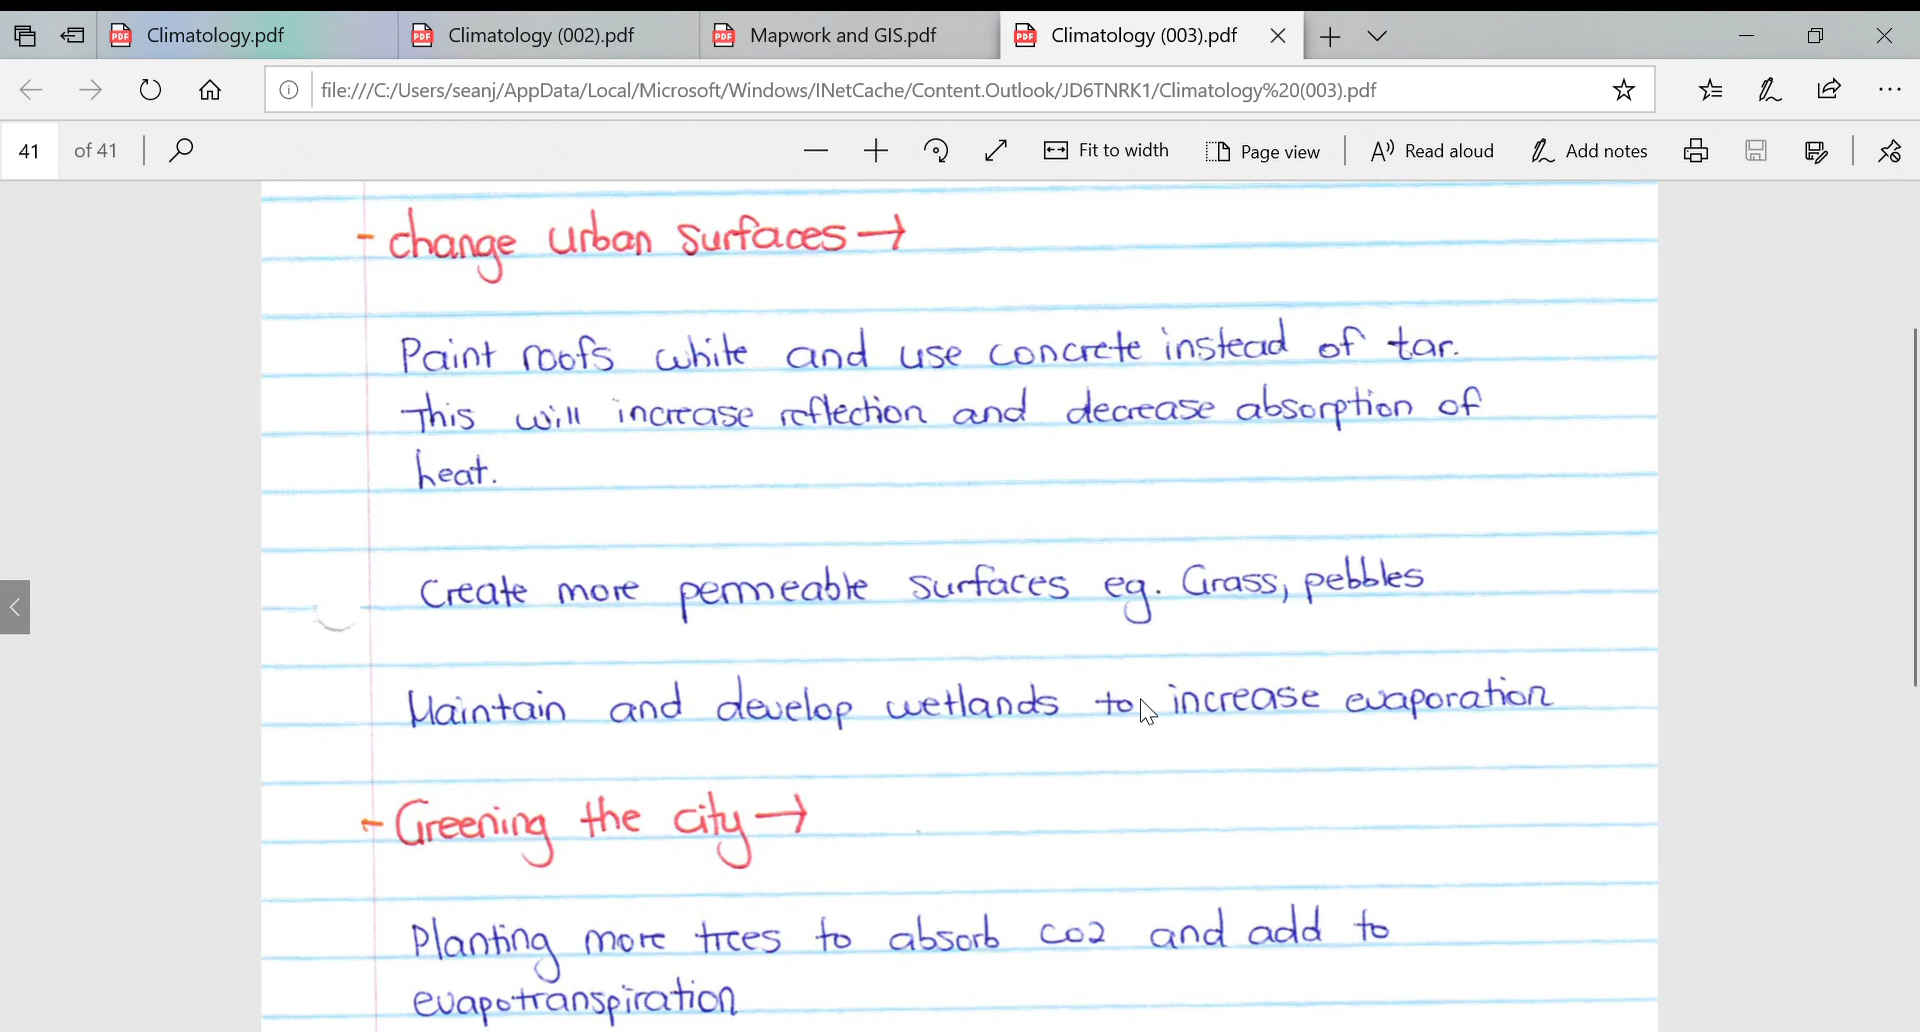 Climatology.pdf
Climatology (002).pdf
Mapwork and GIS.pdf
Climatology (003).pdf
file:///C:/Users/seanj/AppData/Local/Microsoft/Windows/INetCache/Content.Outlook/JD6TNRK1/Climatology%20(003).pdf
41 of 41
Fit to width
Page view
Read aloud
Add notes
- change urban surfaces →
Paint roofs white and use concrete instead of tar.
This will increase reflection and decrease absorption of
heat.
Create more permeable surfaces eg. Grass, pebbles
Maintain and develop wetlands to increase evaporation
- Greening the city →
Planting more trees to absorb co2 and add to
evapotranspiration